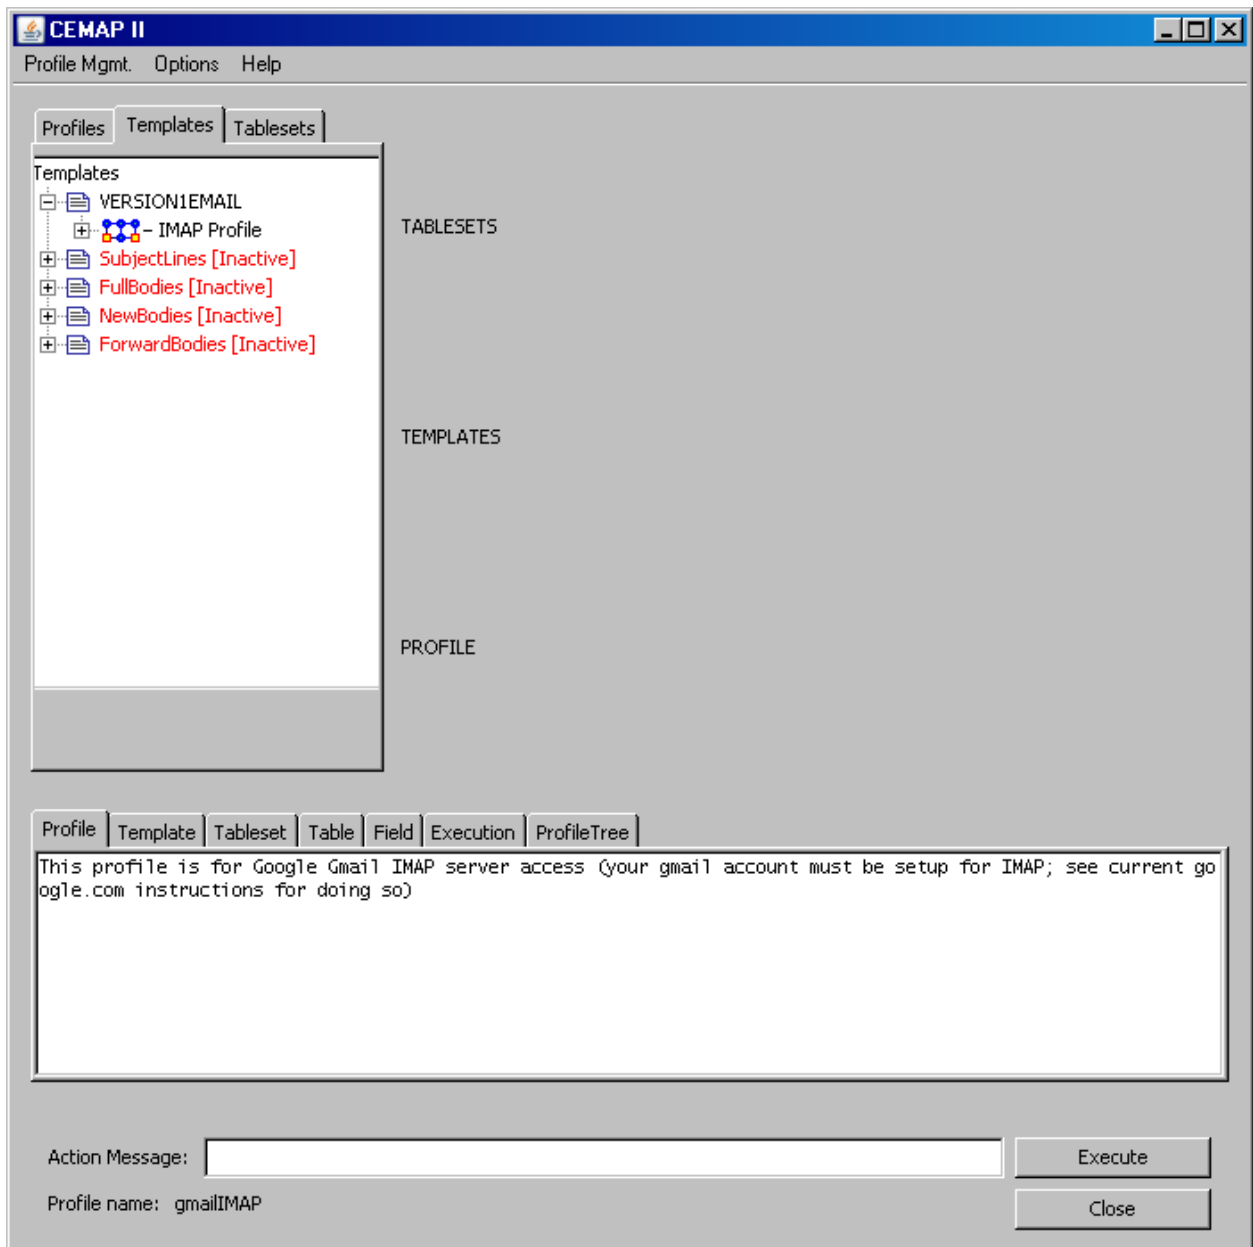 CEMAP II
Profile Mgmt. Options Help
Profiles Templates Tablesets
Templates
VERSION1EMAIL
– IMAP Profile
SubjectLines [Inactive]
FullBodies [Inactive]
NewBodies [Inactive]
ForwardBodies [Inactive]
TABLESETS
TEMPLATES
PROFILE
Profile Template Tableset Table Field Execution ProfileTree
This profile is for Google Gmail IMAP server access (your gmail account must be setup for IMAP; see current go
ogle.com instructions for doing so)
Action Message:
Execute
Profile name: gmailIMAP
Close